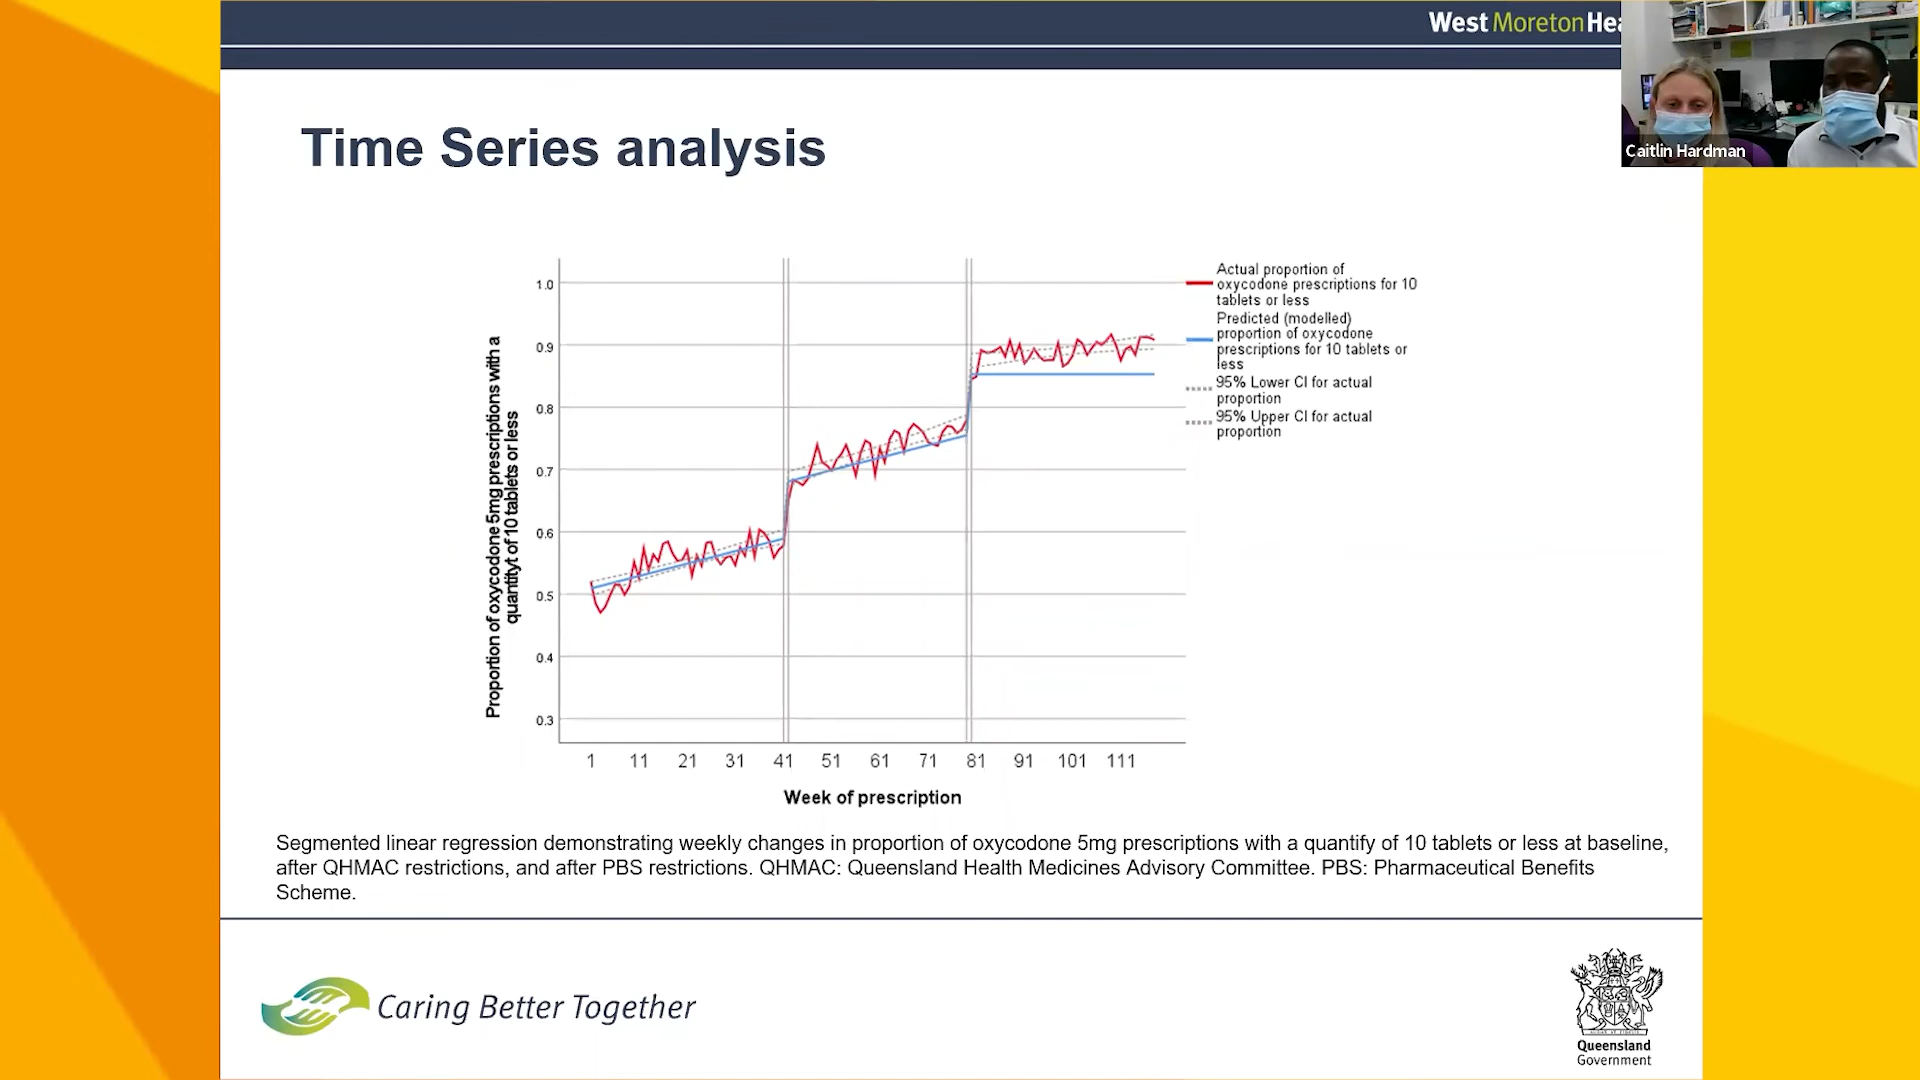 West Moreton Hea
Caitlin Hardman
Time Series analysis
Proportion of oxycodone 5mg prescriptions with a
quantityt of 10 tablets or less
1.0
0.9
0.8
0.7
0.6
0.5
0.4
0.3
1 11 21 31 41 51 61 71 81 91 101 111
Week of prescription
Actual proportion of
oxycodone prescriptions for 10
tablets or less
Predicted (modelled)
proportion of oxycodone
prescriptions for 10 tablets or
less
95% Lower CI for actual
proportion
95% Upper CI for actual
proportion
Segmented linear regression demonstrating weekly changes in proportion of oxycodone 5mg prescriptions with a quantify of 10 tablets or less at baseline,
after QHMAC restrictions, and after PBS restrictions. QHMAC: Queensland Health Medicines Advisory Committee. PBS: Pharmaceutical Benefits
Scheme.
Caring Better Together
Queensland
Government